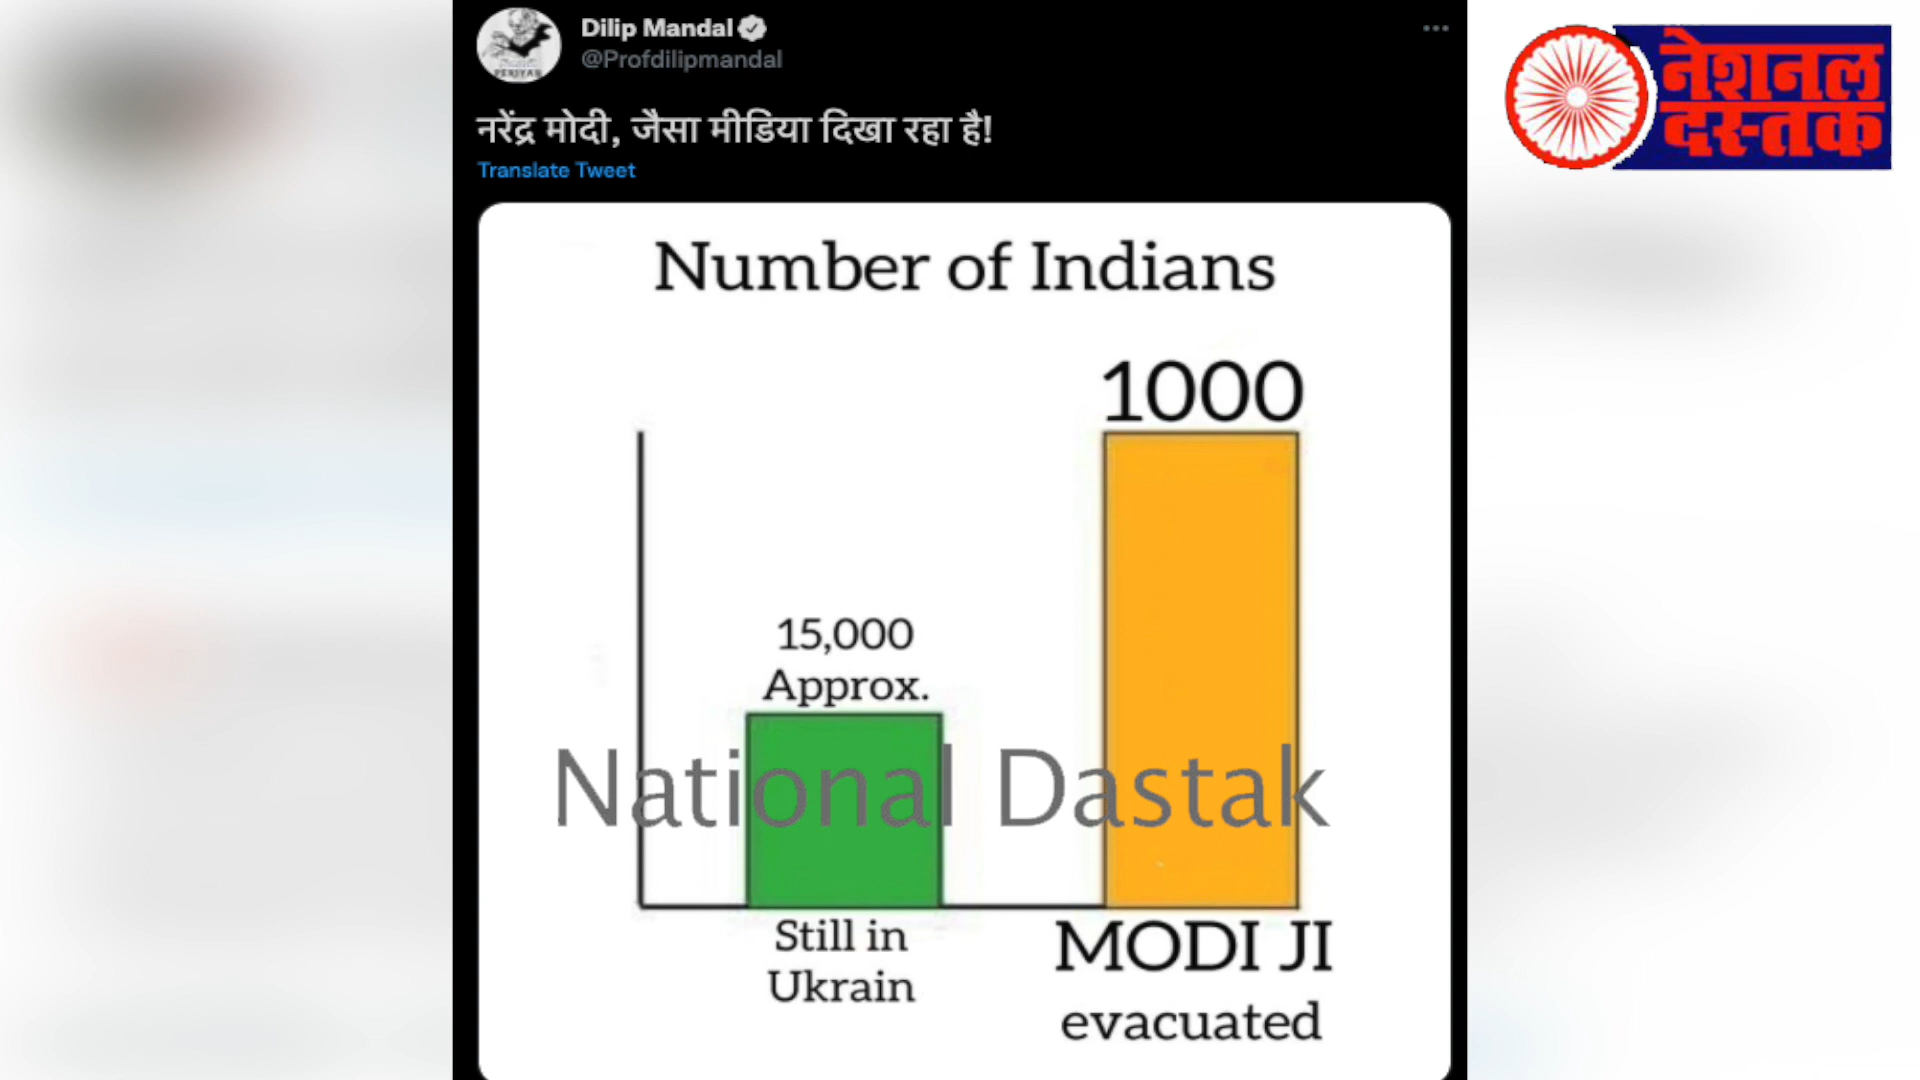 Dilip Mandal
@Profdilipmandal
नरेंद्र मोदी, जैसा मीडिया दिखा रहा है!
Translate Tweet
नेशनल
दस्तक
Number of Indians
1000
15,000
Approx.
National Dastak
Still in
Ukrain
MODI JI
evacuated
PERIYAR